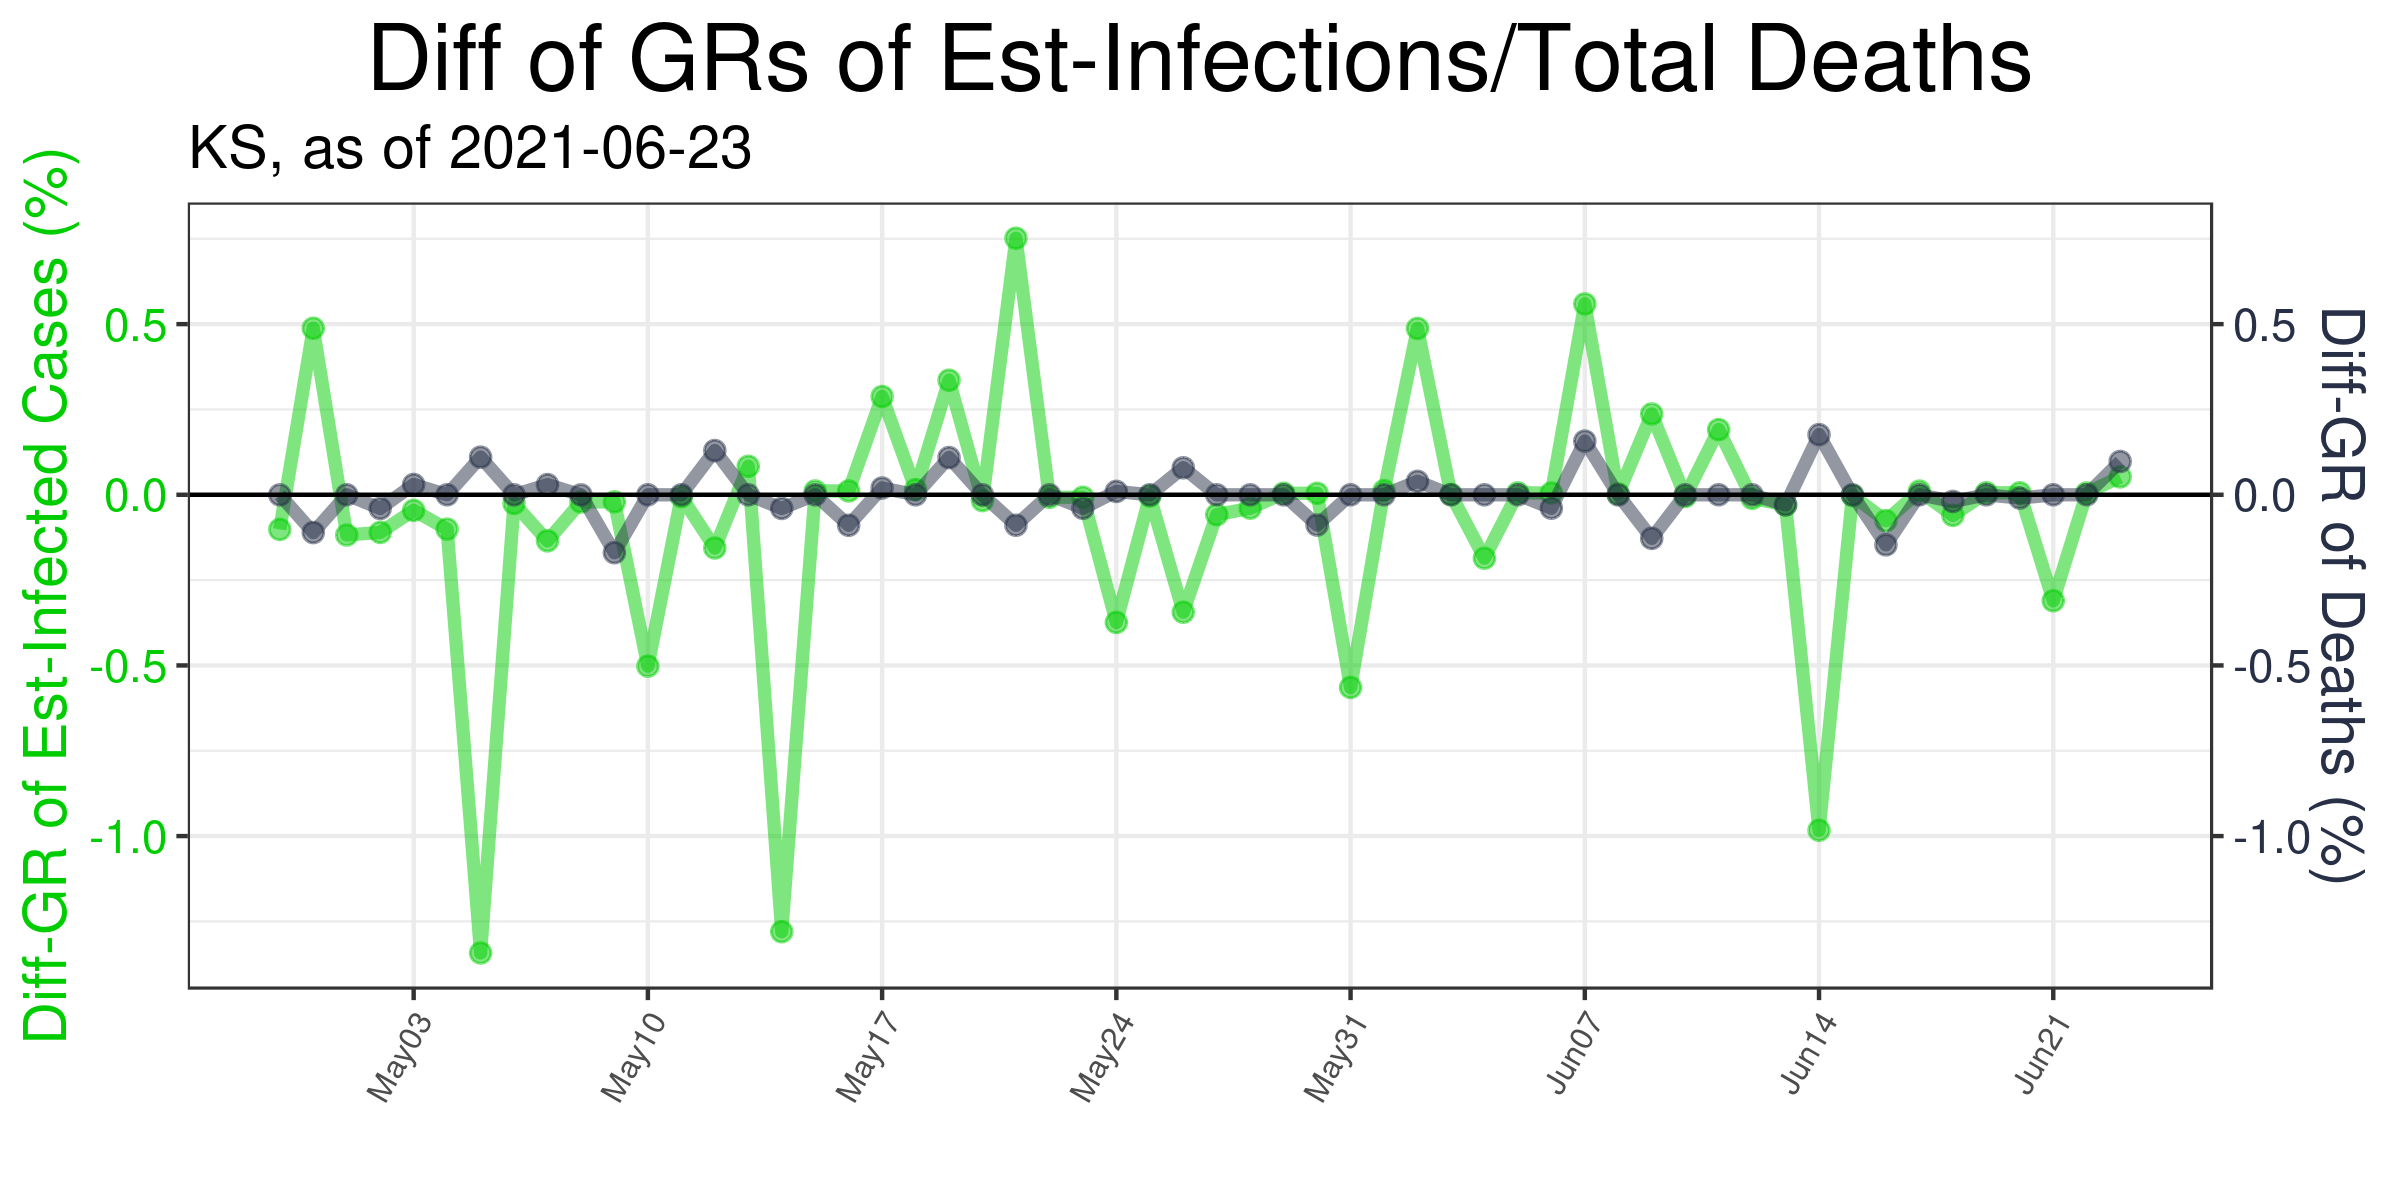 Diff of GRs of Est-Infections/Total Deaths
KS, as of 2021-06-23
Diff-GR of Est-Infected Cases (%)
0.5
0.0
-0.5
-1.0
0.5
0.0
-0.5
-1.0
Diff-GR of Deaths (%)
May03
May10
May17
May24
May31
Jun07
Jun14
Jun21